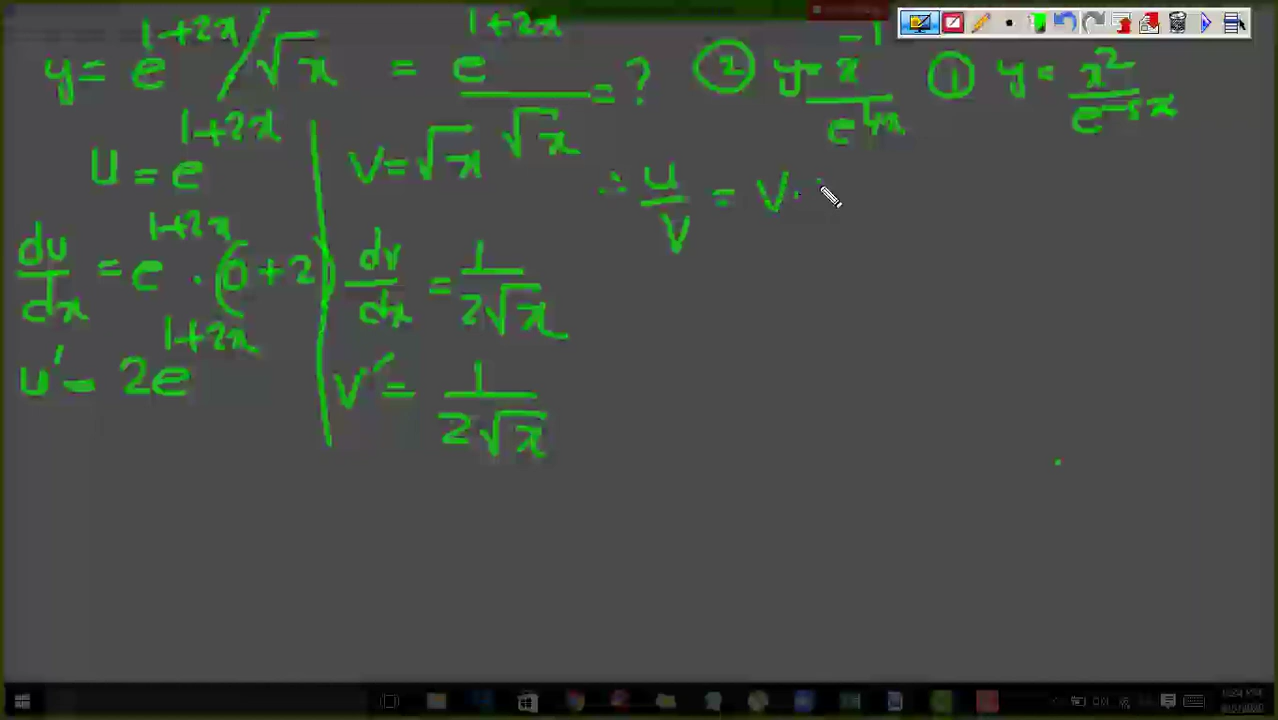 y = e^{1+2x}/√x = e^{1+2x}/√x = ? ② y = x^{-1}/e^{4x} ① y = x²/e^{-5x}
u = e^{1+2x} v = √x ∴ u/v = v.
du/dx = e^{1+2x} . (0+2) dv/dx = 1/2√x
u' = 2e^{1+2x} v' = 1/2√x